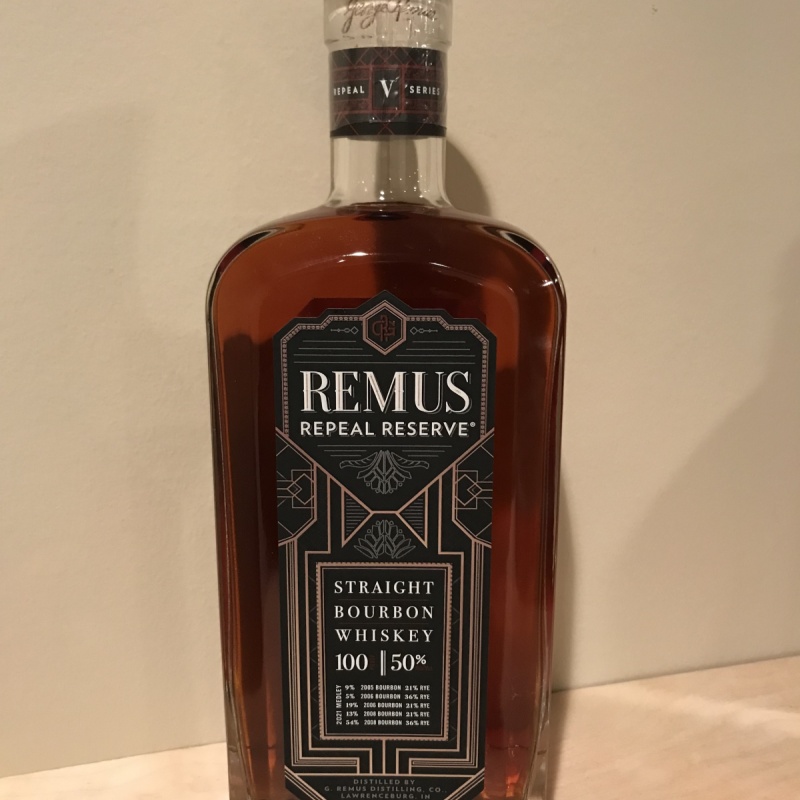 REPEAL V. SERIES
REMUS
REPEAL RESERVE®
STRAIGHT
BOURBON
WHISKEY
100 50%
2021 MEDLEY
9% 2005 BOURBON 21% RYE
5% 2006 BOURBON 36% RYE
19% 2006 BOURBON 21% RYE
13% 2008 BOURBON 21% RYE
54% 2008 BOURBON 36% RYE
DISTILLED BY
G. REMUS DISTILLING, CO.
LAWRENCEBURG, IN